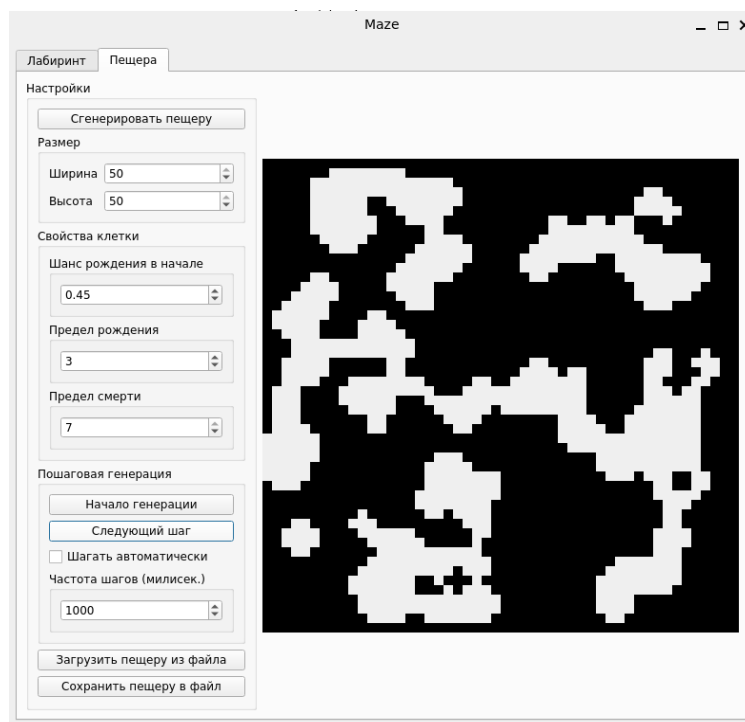 Maze
Лабиринт Пещера
Настройки
Сгенерировать пещеру
Размер
Ширина 50
Высота 50
Свойства клетки
Шанс рождения в начале
0.45
Предел рождения
3
Предел смерти
7
Пошаговая генерация
Начало генерации
Следующий шаг
Шагать автоматически
Частота шагов (милисек.)
1000
Загрузить пещеру из файла
Сохранить пещеру в файл